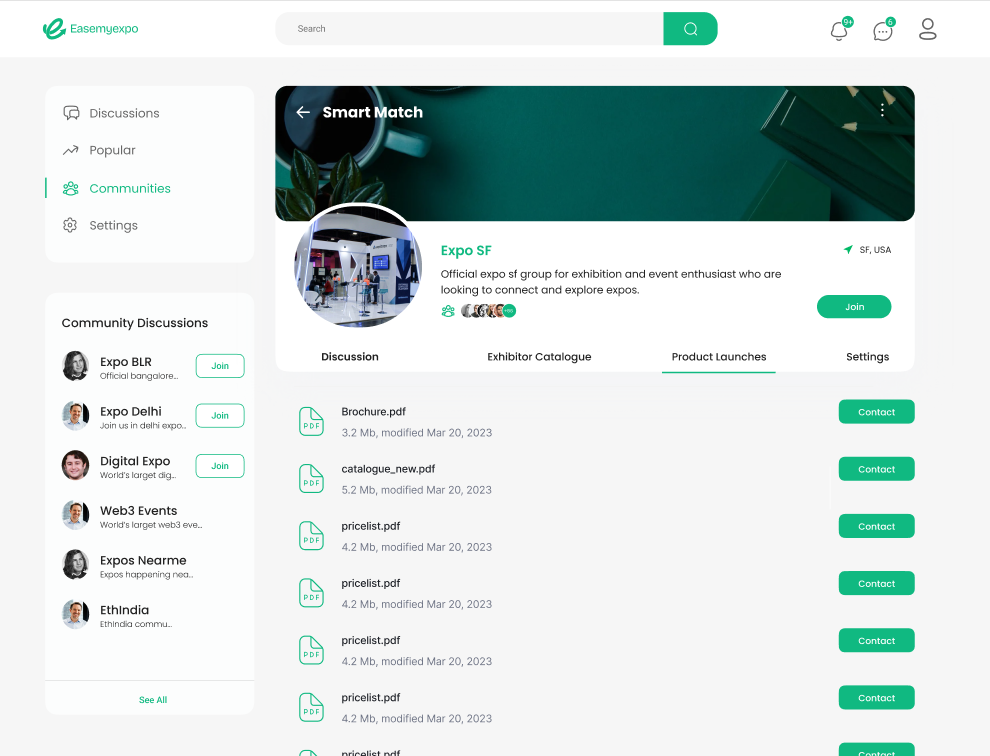 Easemyexpo
Search
9+
6
Discussions
Popular
Communities
Settings
Community Discussions
Expo BLR
Official bangalore...
Join
Expo Delhi
Join us in delhi expo..
Join
Digital Expo
World's larget dig...
Join
Web3 Events
World's larget web3 eve...
Expos Nearme
Expos happening nea...
EthIndia
EthIndia commu...
See All
Smart Match
Expo SF
SF, USA
Official expo sf group for exhibition and event enthusiast who are
looking to connect and explore expos.
Join
Discussion Exhibitor Catalogue Product Launches Settings
PDF
Brochure.pdf
3.2 Mb, modified Mar 20, 2023
Contact
PDF
catalogue_new.pdf
5.2 Mb, modified Mar 20, 2023
Contact
PDF
pricelist.pdf
4.2 Mb, modified Mar 20, 2023
Contact
PDF
pricelist.pdf
4.2 Mb, modified Mar 20, 2023
Contact
PDF
pricelist.pdf
4.2 Mb, modified Mar 20, 2023
Contact
PDF
pricelist.pdf
4.2 Mb, modified Mar 20, 2023
Contact
pricelist.pdf
Contact